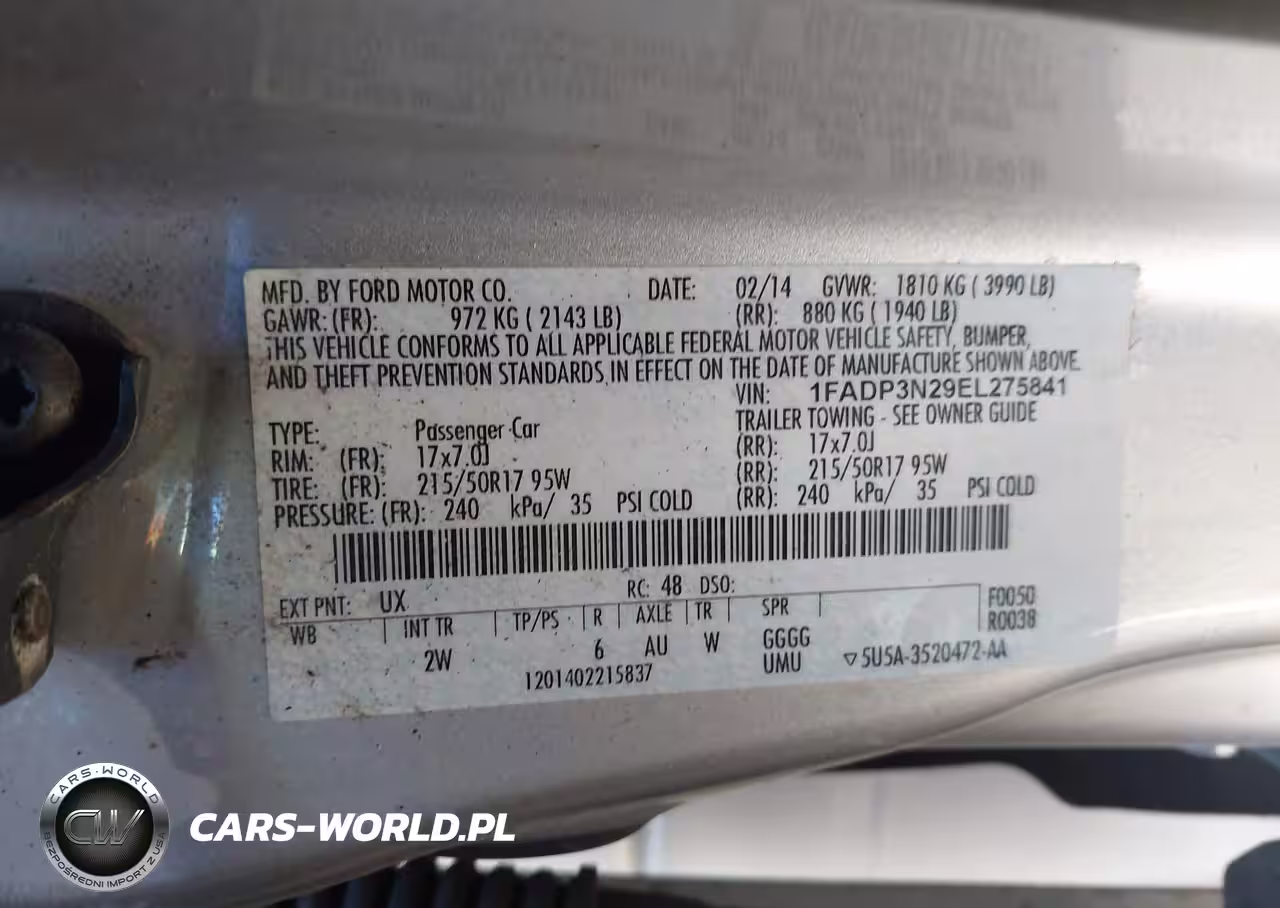 MFD. BY FORD MOTOR CO. DATE: 02/14 GVWR: 1810 KG ( 3990 LB)
GAWR: (FR): 972 KG ( 2143 LB) (RR): 880 KG ( 1940 LB)
THIS VEHICLE CONFORMS TO ALL APPLICABLE FEDERAL MOTOR VEHICLE SAFETY, BUMPER,
AND THEFT PREVENTION STANDARDS, IN EFFECT ON THE DATE OF MANUFACTURE SHOWN ABOVE.
VIN: 1FADP3N29EL275841
TYPE: Passenger Car TRAILER TOWING - SEE OWNER GUIDE
RIM: (FR): 17x7.0J (RR): 17x7.0J
TIRE: (FR): 215/50R17 95W (RR): 215/50R17 95W
PRESSURE: (FR): 240 kPa/ 35 PSI COLD (RR): 240 kPa/ 35 PSI COLD
EXT PNT: UX RC: 48 DSO: F0050
WB INT TR TP/PS R AXLE TR SPR R0038
2W 6 AU W GGGG
UMU ▽5U5A-3520472-AA
1201402215837
CARS-WORLD
CW
BEZPOŚREDNI IMPORT Z USA
CARS-WORLD.PL